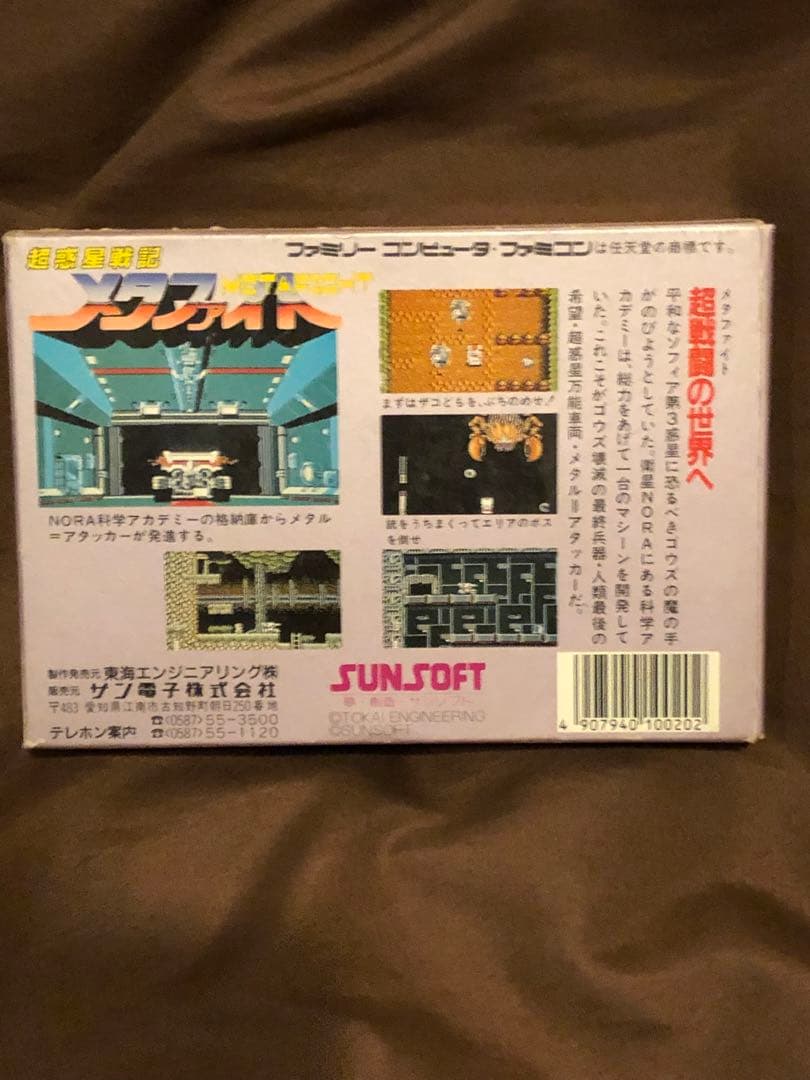 ファミリー コンピュータ・ファミコンは任天堂の商標です。
超惑星戦記
メタファイト
METAFIGHT
メタファイト
超戦闘の世界へ
平和なソフィア第3惑星に恐るべきゴウズの魔の手
がのびようとしていた。衛星NORAにある科学ア
カデミーは、総力をあげて一台のマシーンを開発して
いた。これこそがゴウズ壊滅の最終兵器・人類最後の
希望・超惑星万能車両・メタル=アタッカーだ。
まずはザコどもを、ぶちのめせ!
銃をうちまくってエリアのボス
を倒せ
NORA科学アカデミーの格納庫からメタル
=アタッカーが発進する。
製作発売元 東海エンジニアリング㈱
販売元 サン電子株式会社
〒483 愛知県江南市古知野町朝日250番地
☎(0587)55-3500
テレホン案内 ☎(0587)55-1120
SUNSOFT
夢・創造 サンソフト
©TOKAI ENGINEERING
©SUNSOFT
4 907940 100202